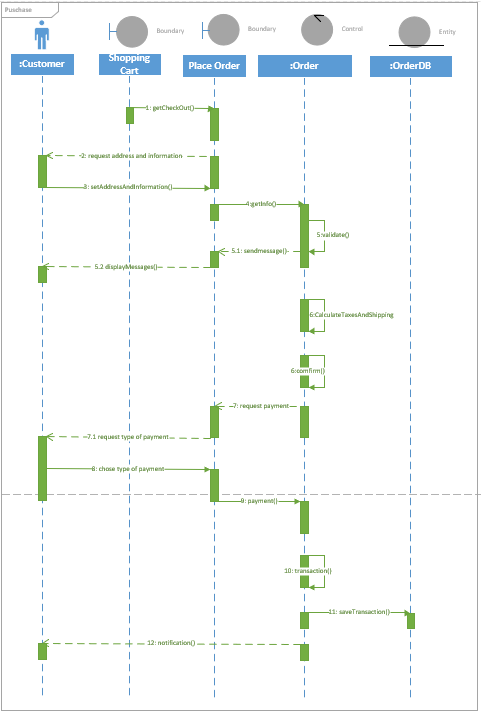 Puschase
Boundary
Boundary
Control
Entity
:Customer
Shopping
Cart
Place Order
:Order
:OrderDB
1: getCheckOut()
2: request address and information
3: setAddressAndInformation()
4:getInfo()
5:validate()
5.1: sendmessage()
5.2 displayMessages()
6:CalculateTaxesAndShipping
6:comfirm()
7: request payment
7.1 request type of payment
8: chose type of payment
9: payment()
10: transaction()
11: saveTransaction()
12: notification()